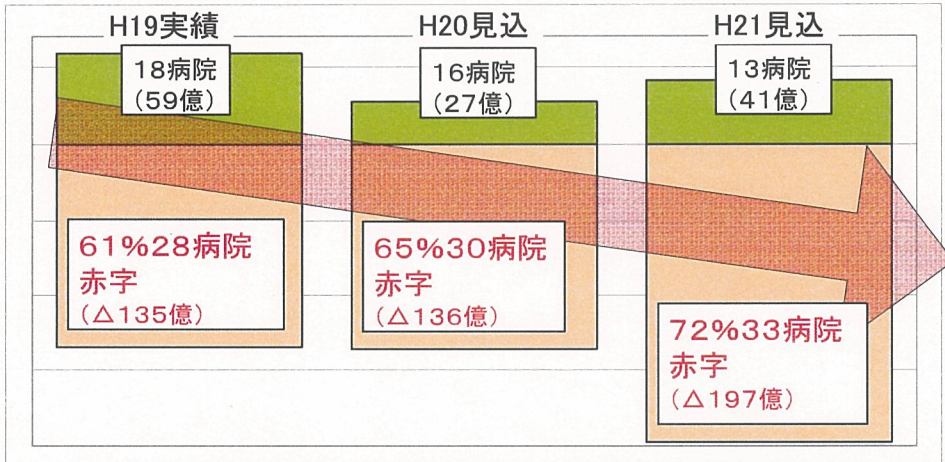 H19実績
18病院
(59億)
61%28病院
赤字
(△135億)
H20見込
16病院
(27億)
65%30病院
赤字
(△136億)
H21見込
13病院
(41億)
72%33病院
赤字
(△197億)